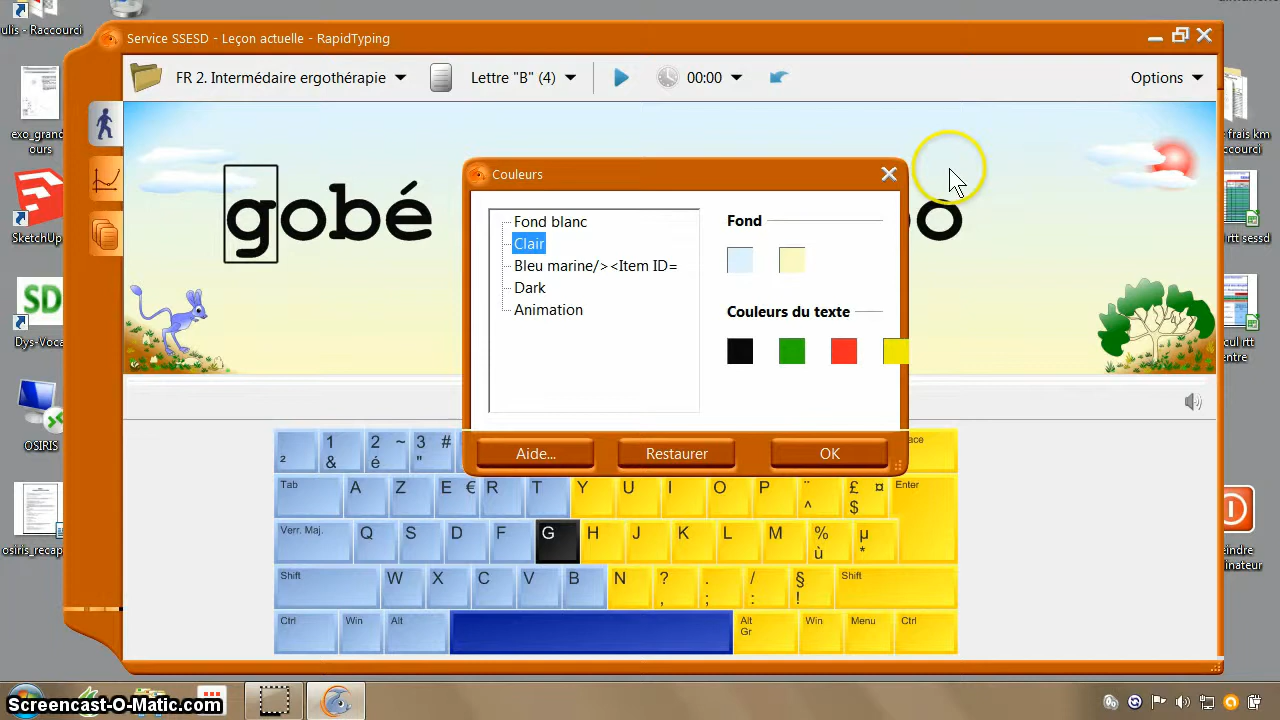 ulis - Raccourci
exo_grand
ours
SketchUp
Dys-Voca
OSIRIS
osiris_recap
Service SSESD - Leçon actuelle - RapidTyping
FR 2. Intermédaire ergothérapie
Lettre "B" (4)
00:00
Options
gobé
Couleurs
Fond blanc
Clair
Bleu marine/><Item ID=
Dark
Animation
Fond
Couleurs du texte
Aide...
Restaurer
OK
² 1 & 2 ~ é 3 # "
Tab A Z E € R T Y U I O P ¨ ^ £ ¤ $ Enter
Verr. Maj. Q S D F G H J K L M % ù µ *
Shift W X C V B N ? , . ; / : § ! Shift
Ctrl Win Alt Alt Gr Win Menu Ctrl
frais km
ccourci
rtt sessd
cul rtt
entre
eindre
dinateur
Screencast-O-Matic.com